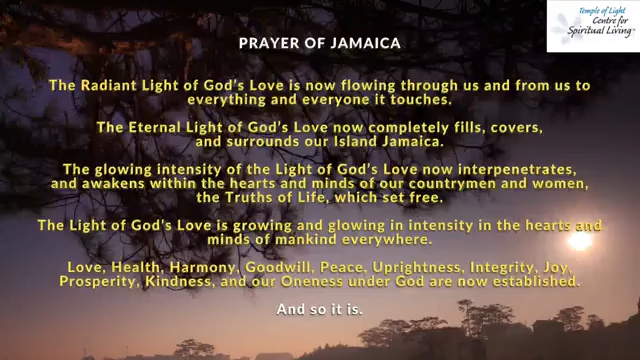 Temple of Light
Centre for
Spiritual Living™
PRAYER OF JAMAICA
The Radiant Light of God's Love is now flowing through us and from us to
everything and everyone it touches.
The Eternal Light of God's Love now completely fills, covers,
and surrounds our Island Jamaica.
The glowing intensity of the Light of God's Love now interpenetrates,
and awakens within the hearts and minds of our countrymen and women,
the Truths of Life, which set free.
The Light of God's Love is growing and glowing in intensity in the hearts and
minds of mankind everywhere.
Love, Health, Harmony, Goodwill, Peace, Uprightness, Integrity, Joy,
Prosperity, Kindness, and our Oneness under God are now established.
And so it is.